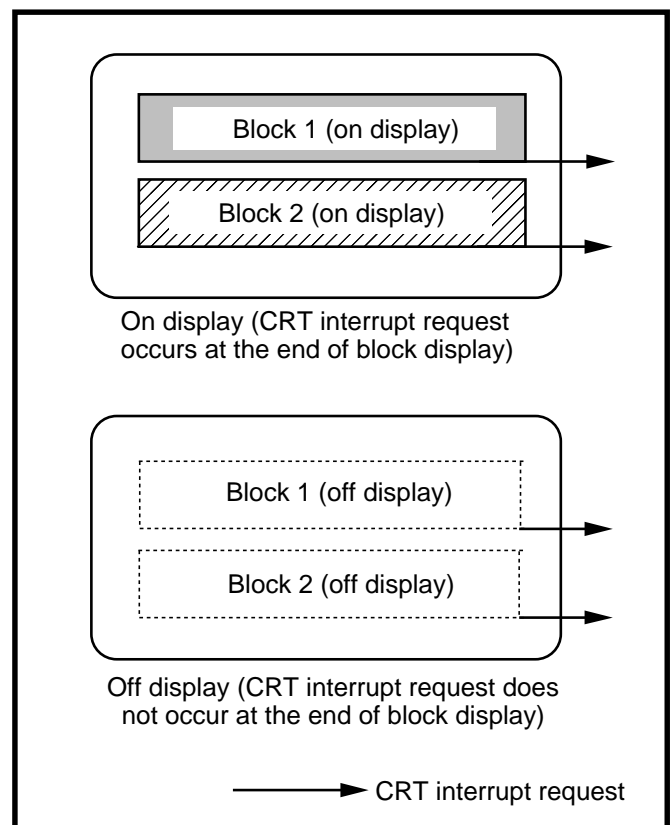 Block 1 (on display)
Block 2 (on display)
On display (CRT interrupt request
occurs at the end of block display)
Block 1 (off display)
Block 2 (off display)
Off display (CRT interrupt request does
not occur at the end of block display)
CRT interrupt request